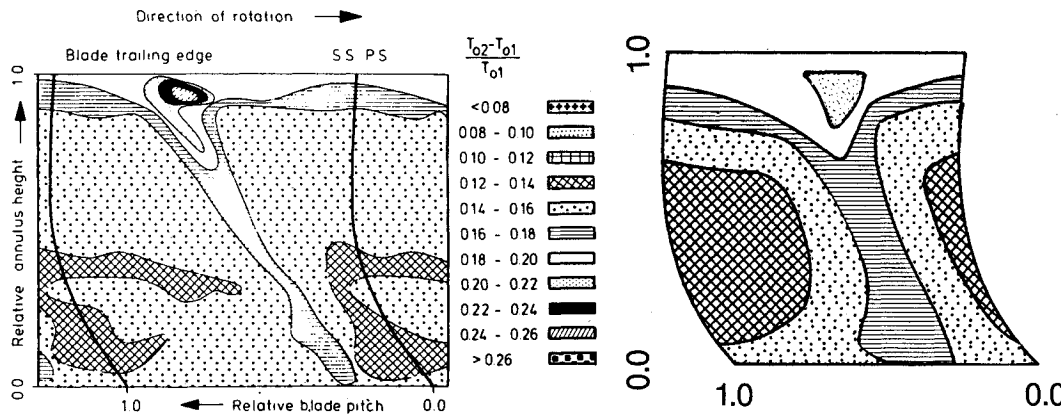 Direction of rotation
Blade trailing edge
SS PS
To2-To1
To1
1.0
Relative annulus height
0.0
<0.08
0.08 - 0.10
0.10 - 0.12
0.12 - 0.14
0.14 - 0.16
0.16 - 0.18
0.18 - 0.20
0.20 - 0.22
0.22 - 0.24
0.24 - 0.26
>0.26
1.0
Relative blade pitch
0.0
1.0
0.0
1.0
0.0